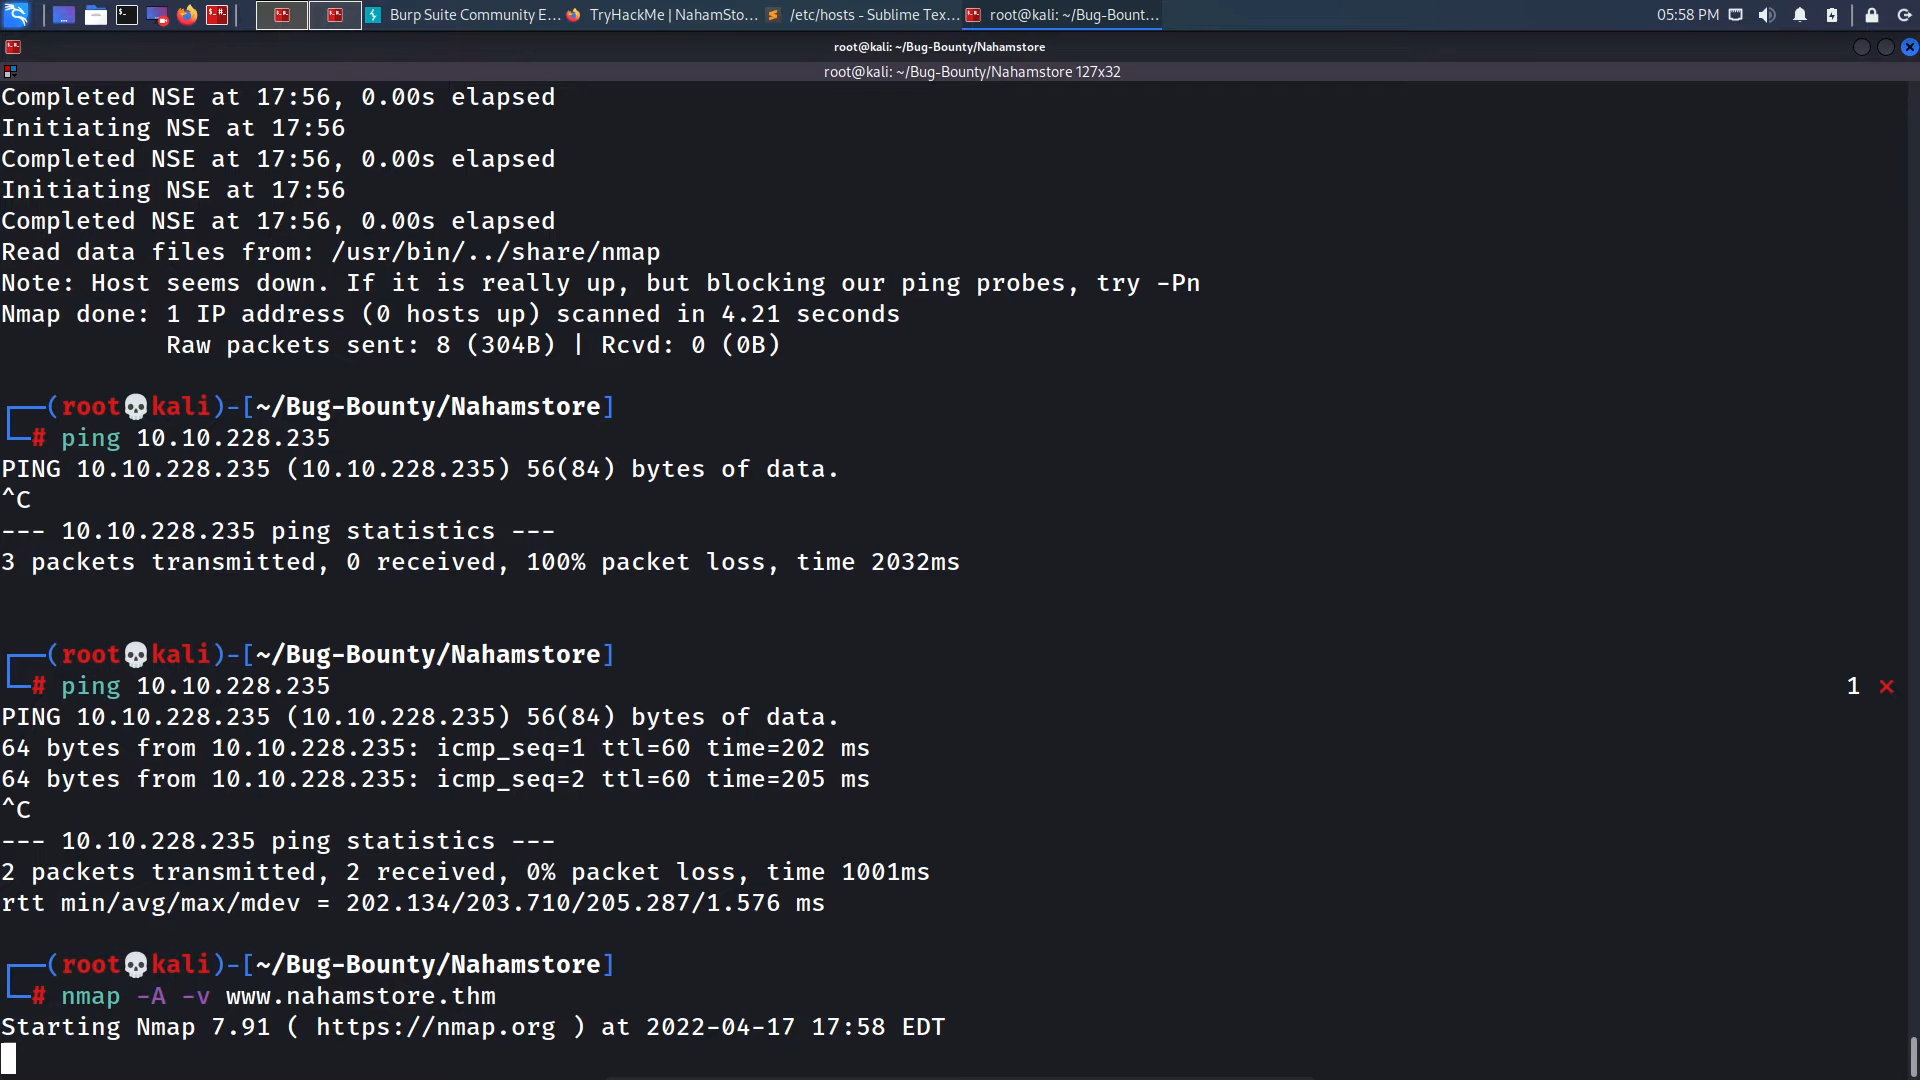 Burp Suite Community E... TryHackMe | NahamSto... /etc/hosts - Sublime Tex... root@kali: ~/Bug-Bount... 05:58 PM
root@kali: ~/Bug-Bounty/Nahamstore
root@kali: ~/Bug-Bounty/Nahamstore 127x32
Completed NSE at 17:56, 0.00s elapsed
Initiating NSE at 17:56
Completed NSE at 17:56, 0.00s elapsed
Initiating NSE at 17:56
Completed NSE at 17:56, 0.00s elapsed
Read data files from: /usr/bin/../share/nmap
Note: Host seems down. If it is really up, but blocking our ping probes, try -Pn
Nmap done: 1 IP address (0 hosts up) scanned in 4.21 seconds
Raw packets sent: 8 (304B) | Rcvd: 0 (0B)
┌──(root💀kali)-[~/Bug-Bounty/Nahamstore]
└─# ping 10.10.228.235
PING 10.10.228.235 (10.10.228.235) 56(84) bytes of data.
^C
--- 10.10.228.235 ping statistics ---
3 packets transmitted, 0 received, 100% packet loss, time 2032ms
┌──(root💀kali)-[~/Bug-Bounty/Nahamstore]
└─# ping 10.10.228.235 1 ⨯
PING 10.10.228.235 (10.10.228.235) 56(84) bytes of data.
64 bytes from 10.10.228.235: icmp_seq=1 ttl=60 time=202 ms
64 bytes from 10.10.228.235: icmp_seq=2 ttl=60 time=205 ms
^C
--- 10.10.228.235 ping statistics ---
2 packets transmitted, 2 received, 0% packet loss, time 1001ms
rtt min/avg/max/mdev = 202.134/203.710/205.287/1.576 ms
┌──(root💀kali)-[~/Bug-Bounty/Nahamstore]
└─# nmap -A -v www.nahamstore.thm
Starting Nmap 7.91 ( https://nmap.org ) at 2022-04-17 17:58 EDT